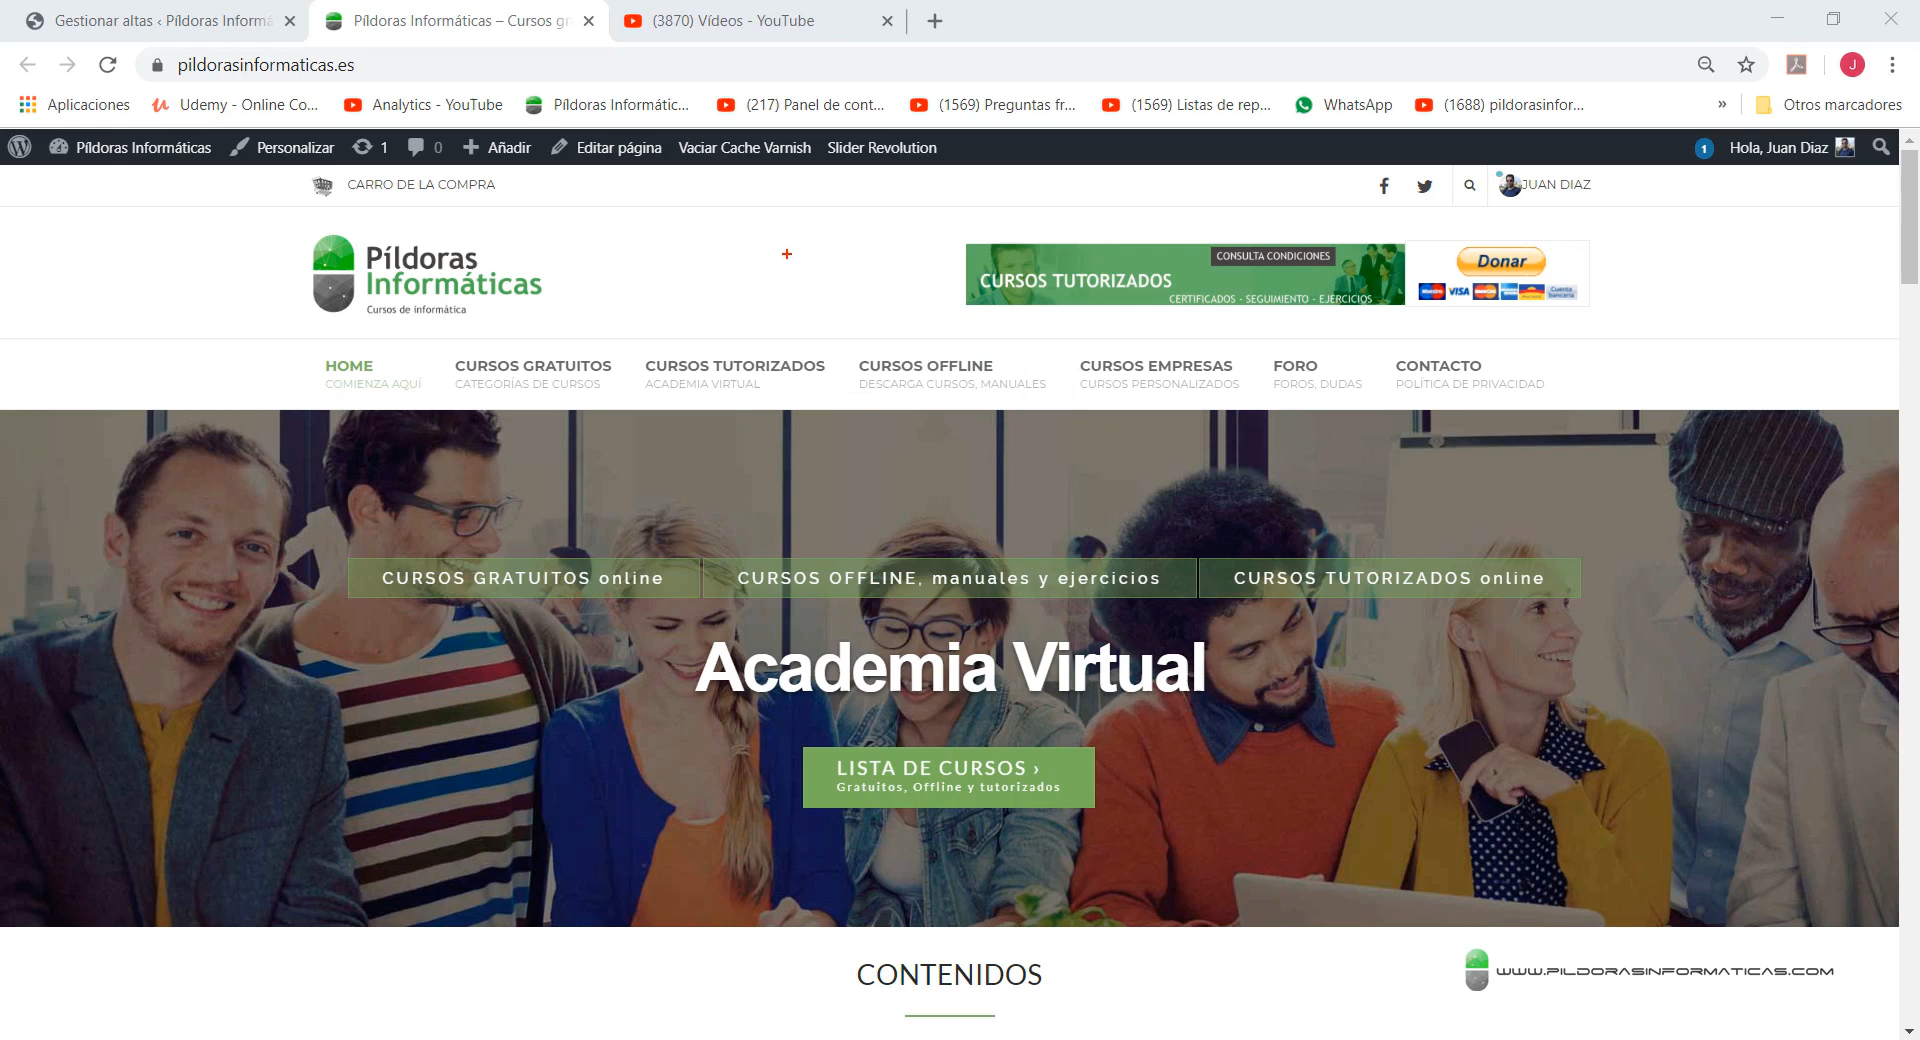 Gestionar altas ‹ Píldoras Informá
Píldoras Informáticas – Cursos gr
(3870) Vídeos - YouTube
pildorasinformaticas.es
J
Aplicaciones
Udemy - Online Co...
Analytics - YouTube
Píldoras Informátic...
(217) Panel de cont...
(1569) Preguntas fr...
(1569) Listas de rep...
WhatsApp
(1688) pildorasinfor...
»
Otros marcadores
Píldoras Informáticas
Personalizar
1
0
Añadir
Editar página
Vaciar Cache Varnish
Slider Revolution
1
Hola, Juan Diaz
CARRO DE LA COMPRA
JUAN DIAZ
Píldoras
Informáticas
Cursos de informática
CONSULTA CONDICIONES
CURSOS TUTORIZADOS
CERTIFICADOS - SEGUIMIENTO - EJERCICIOS
Donar
VISA
Cuenta
bancaria
HOME
COMIENZA AQUÍ
CURSOS GRATUITOS
CATEGORÍAS DE CURSOS
CURSOS TUTORIZADOS
ACADEMIA VIRTUAL
CURSOS OFFLINE
DESCARGA CURSOS, MANUALES
CURSOS EMPRESAS
CURSOS PERSONALIZADOS
FORO
FOROS, DUDAS
CONTACTO
POLÍTICA DE PRIVACIDAD
CURSOS GRATUITOS online
CURSOS OFFLINE, manuales y ejercicios
CURSOS TUTORIZADOS online
Academia Virtual
LISTA DE CURSOS ›
Gratuitos, Offline y tutorizados
CONTENIDOS
WWW.PILDORASINFORMATICAS.COM